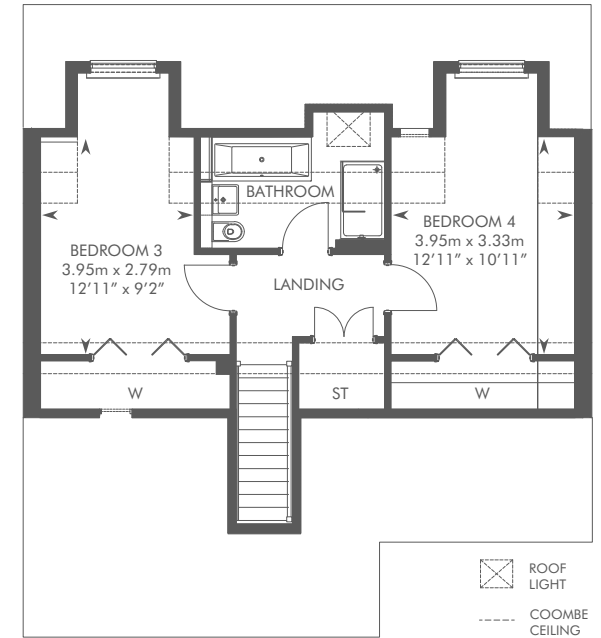 BATHROOM
BEDROOM 3
3.95m x 2.79m
12’11” x 9’2”
BEDROOM 4
3.95m x 3.33m
12’11” x 10’11”
LANDING
W
ST
W
ROOF
LIGHT
COOMBE
CEILING